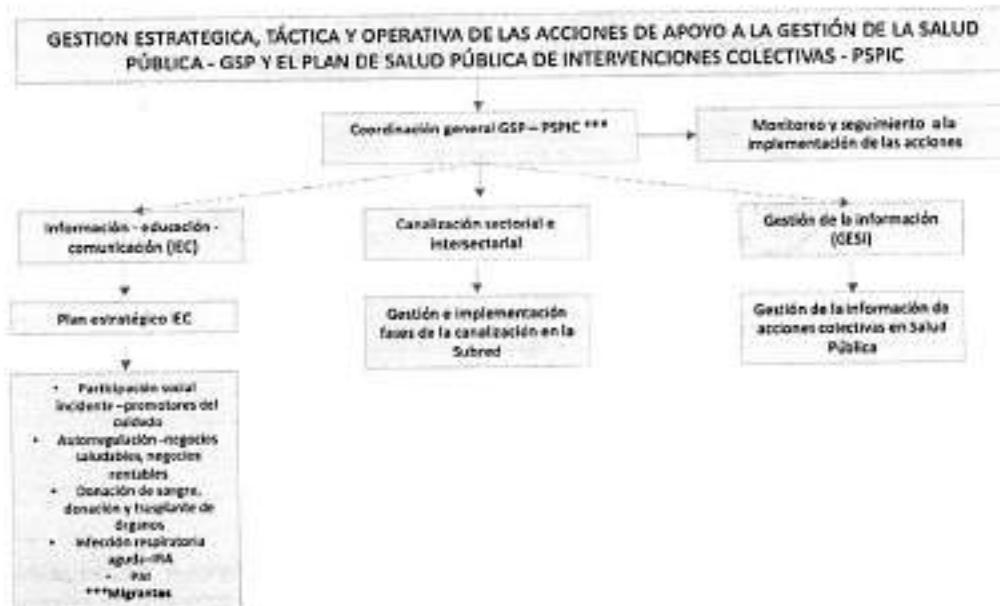 GESTION ESTRATEGICA, TÁCTICA Y OPERATIVA DE LAS ACCIONES DE APOYO A LA GESTIÓN DE LA SALUD
PÚBLICA - GSP Y EL PLAN DE SALUD PÚBLICA DE INTERVENCIONES COLECTIVAS - PSPIC
Coordinación general GSP – PSPIC ***
Monitoreo y seguimiento a la
implementación de las acciones
Información - educación -
comunicación (IEC)
Canalización sectorial e
intersectorial
Gestión de la información
(GESI)
Plan estratégico IEC
Gestión e implementación
fases de la canalización en la
Subred
Gestión de la información de
acciones colectivas en Salud
Pública
• Participación social
incidente –promotores del
cuidado
• Autorregulación -negocios
saludables, negocios
rentables
• Donación de sangre,
donación y trasplante de
órganos
• Infección respiratoria
aguda-IRA
- PAI
***Migrantes